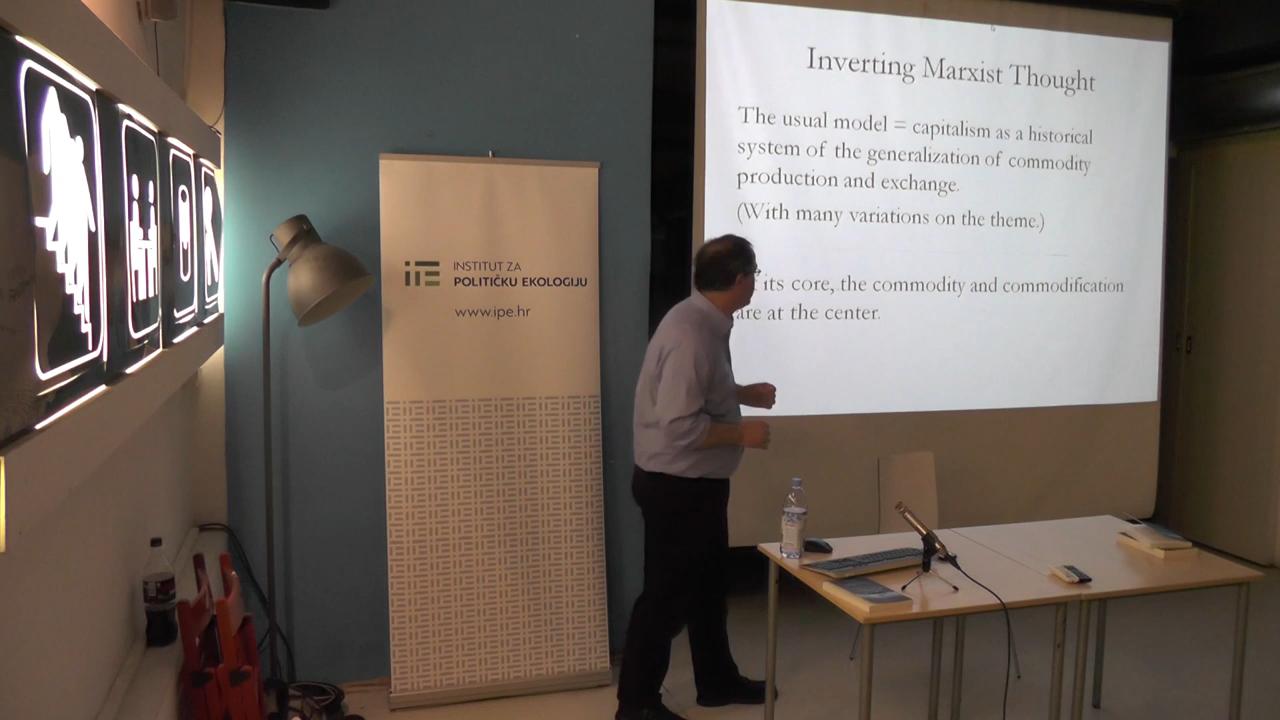 Inverting Marxist Thought
The usual model = capitalism as a historical
system of the generalization of commodity
production and exchange.
(With many variations on the theme.)
its core, the commodity and commodification
are at the center.
INSTITUT ZA
POLITIČKU EKOLOGIJU
www.ipe.hr